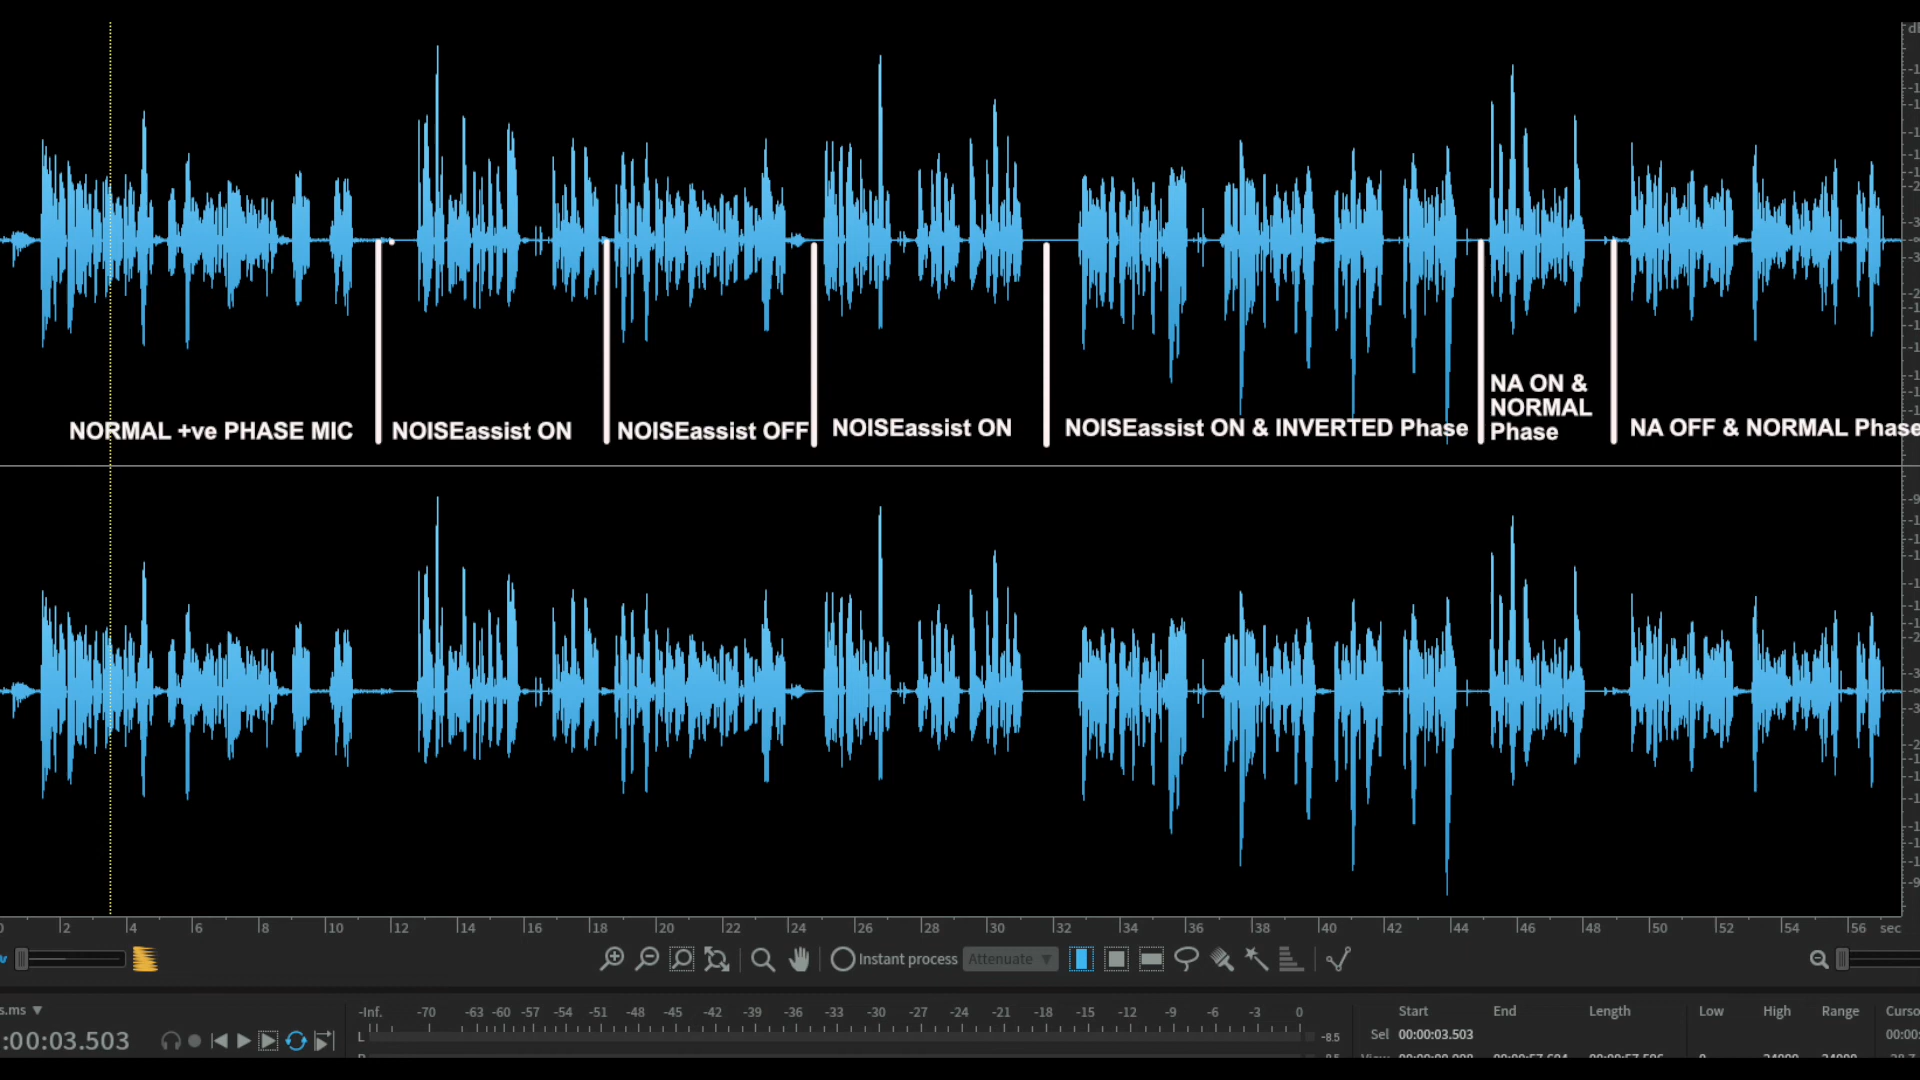 NORMAL +ve PHASE MIC
NOISEassist ON
NOISEassist OFF
NOISEassist ON
NOISEassist ON & INVERTED Phase
NA ON &
NORMAL
Phase
NA OFF & NORMAL Phase
2 4 6 8 10 12 14 16 18 20 22 24 26 28 30 32 34 36 38 40 42 44 46 48 50 52 54 56 sec
Instant process Attenuate
s.ms
:00:03.503
-Inf. -70 -63 -60 -57 -54 -51 -48 -45 -42 -39 -36 -33 -30 -27 -24 -21 -18 -15 -12 -9 -6 -3 0
L -8.5
Start End Length Low High Range
Sel 00:00:03.503